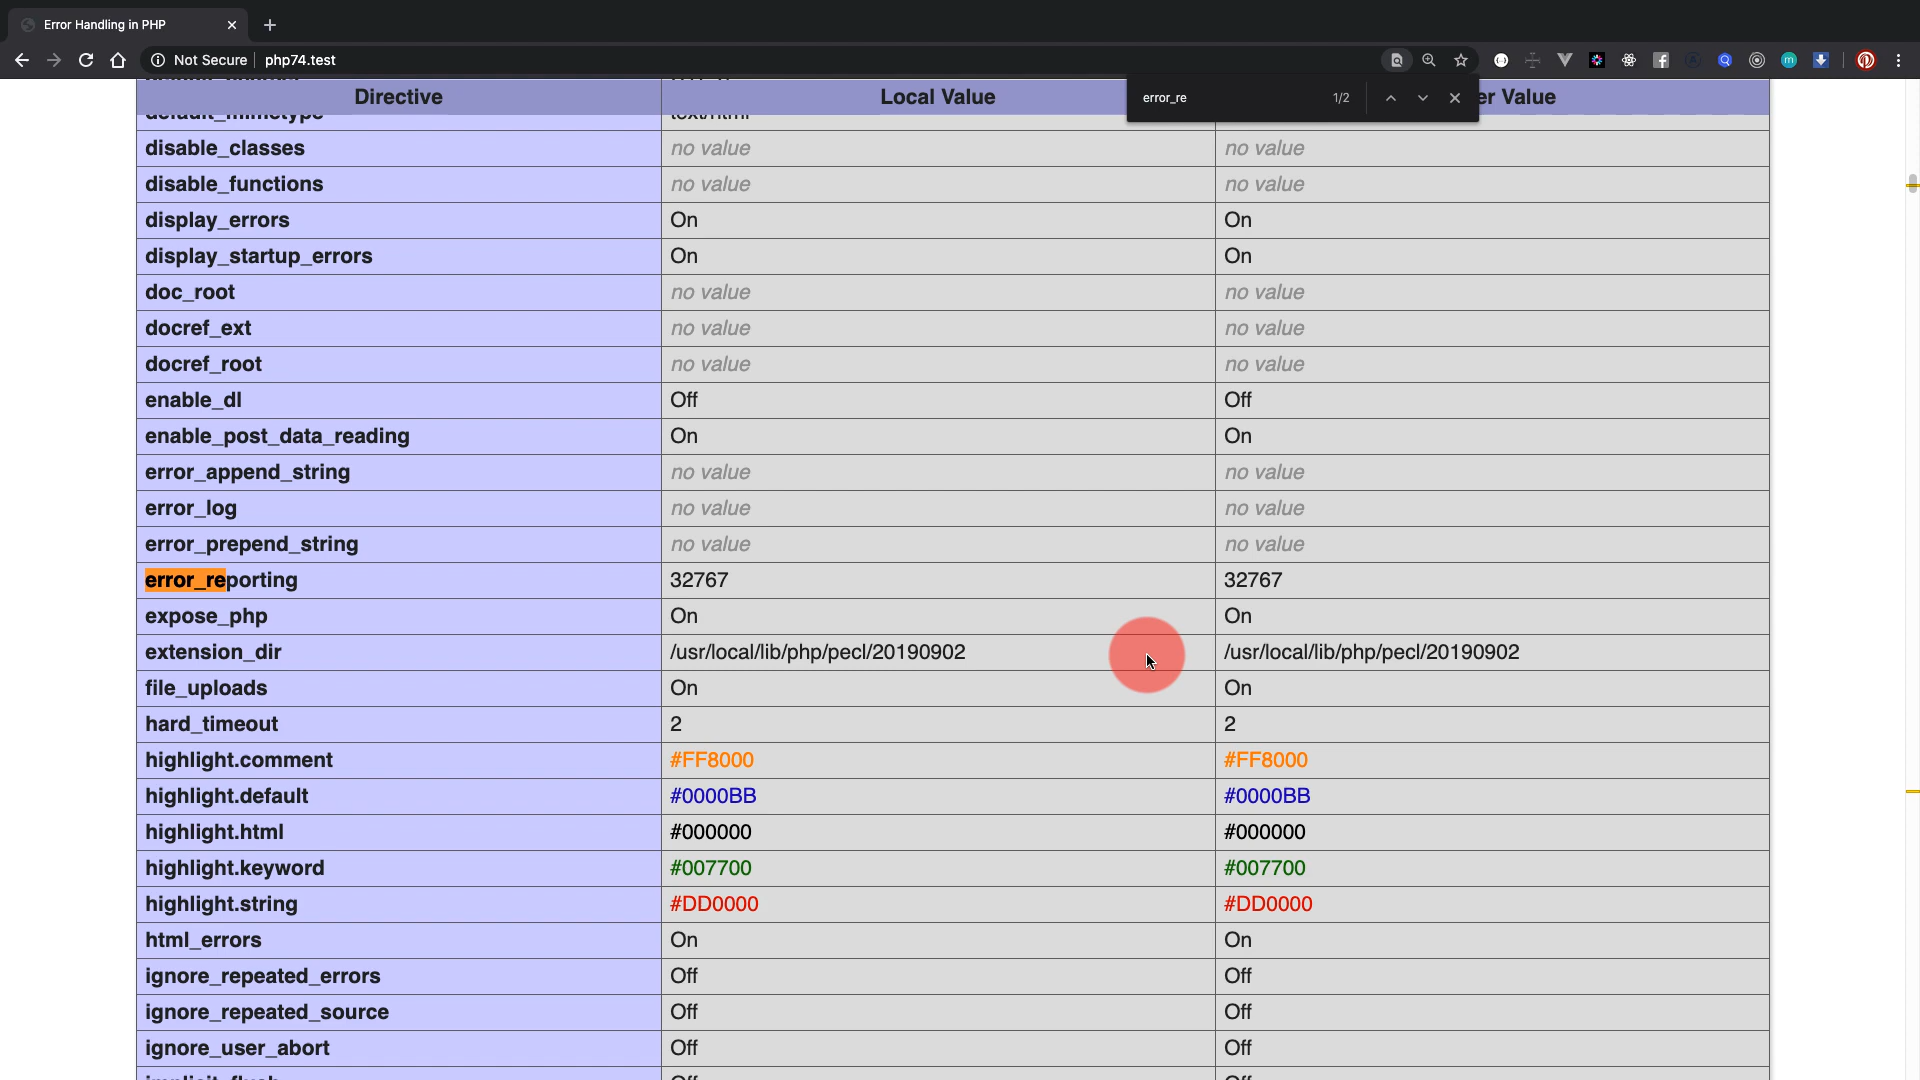 Error Handling in PHP
Not Secure php74.test
error_re 1/2
Directive Local Value er Value
disable_classes no value no value
disable_functions no value no value
display_errors On On
display_startup_errors On On
doc_root no value no value
docref_ext no value no value
docref_root no value no value
enable_dl Off Off
enable_post_data_reading On On
error_append_string no value no value
error_log no value no value
error_prepend_string no value no value
error_reporting 32767 32767
expose_php On On
extension_dir /usr/local/lib/php/pecl/20190902 /usr/local/lib/php/pecl/20190902
file_uploads On On
hard_timeout 2 2
highlight.comment #FF8000 #FF8000
highlight.default #0000BB #0000BB
highlight.html #000000 #000000
highlight.keyword #007700 #007700
highlight.string #DD0000 #DD0000
html_errors On On
ignore_repeated_errors Off Off
ignore_repeated_source Off Off
ignore_user_abort Off Off